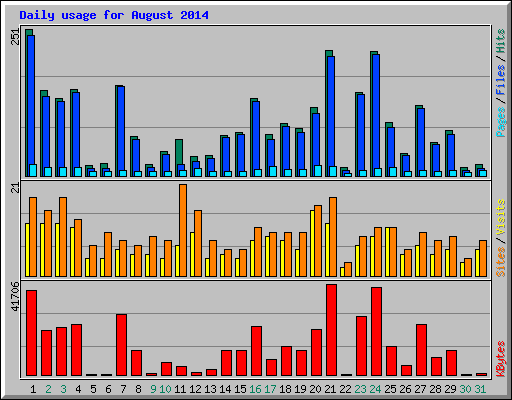 Daily usage for August 2014
251
Pages / Files / Hits
21
Sites / Visits
41706
KBytes
1 2 3 4 5 6 7 8 9 10 11 12 13 14 15 16 17 18 19 20 21 22 23 24 25 26 27 28 29 30 31